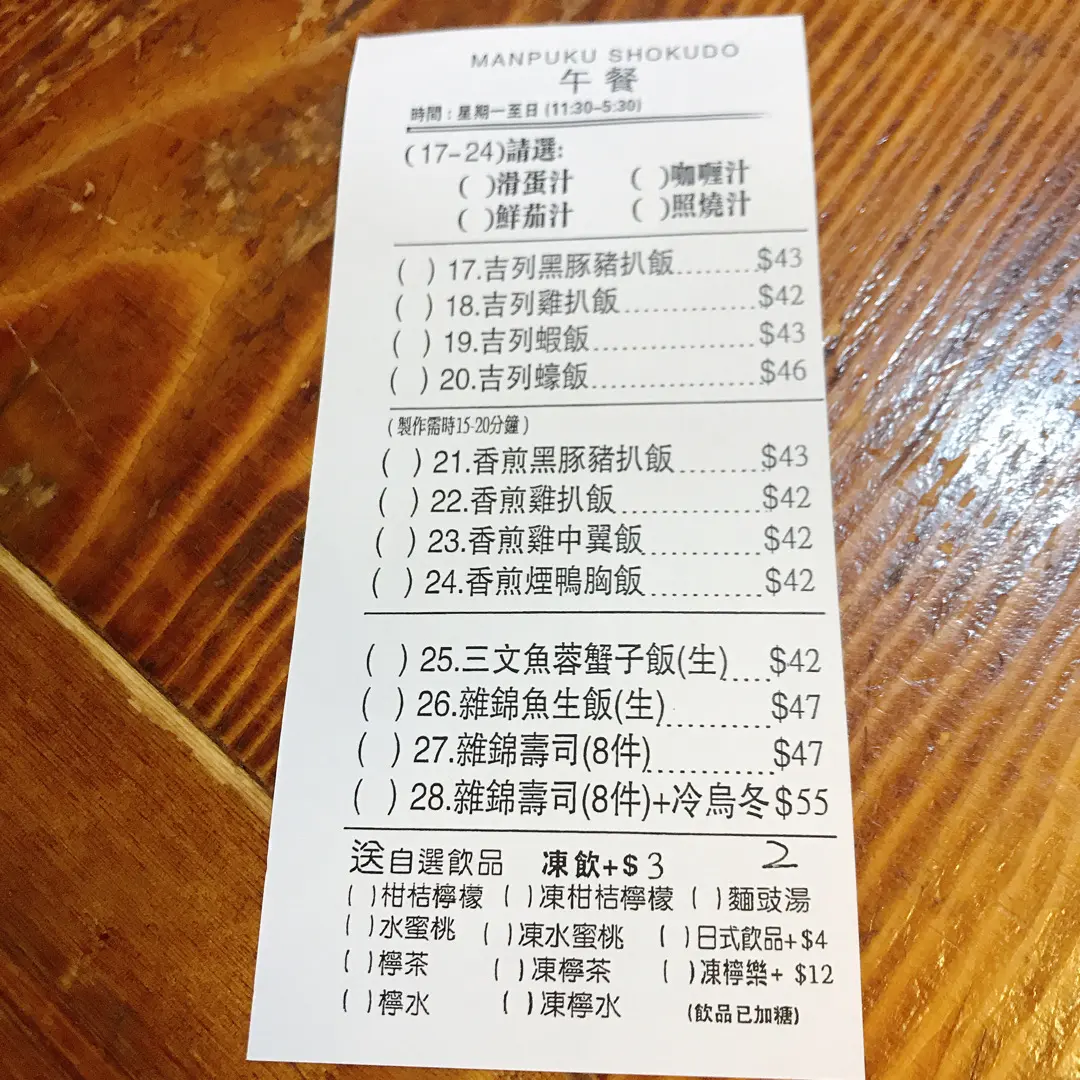 MANPUKU SHOKUDO
午餐
時間：星期一至日 (11:30-5:30)
(17-24)請選:
( )滑蛋汁 ( )咖喱汁
( )鮮茄汁 ( )照燒汁
( ) 17.吉列黑豚豬扒飯.........$43
( ) 18.吉列雞扒飯...............$42
( ) 19.吉列蝦飯..................$43
( ) 20.吉列蠔飯..................$46
(製作需時15-20分鐘)
( ) 21.香煎黑豚豬扒飯.........$43
( ) 22.香煎雞扒飯...............$42
( ) 23.香煎雞中翼飯............$42
( ) 24.香煎煙鴨胸飯............$42
( ) 25.三文魚蓉蟹子飯(生).....$42
( ) 26.雜錦魚生飯(生)...........$47
( ) 27.雜錦壽司(8件).............$47
( ) 28.雜錦壽司(8件)+冷烏冬$55
送自選飲品 凍飲+$3 2
( )柑桔檸檬 ( )凍柑桔檸檬 ( )麵豉湯
( )水蜜桃 ( )凍水蜜桃 ( )日式飲品+$4
( )檸茶 ( )凍檸茶 ( )凍檸樂+ $12
( )檸水 ( )凍檸水 (飲品已加糖)